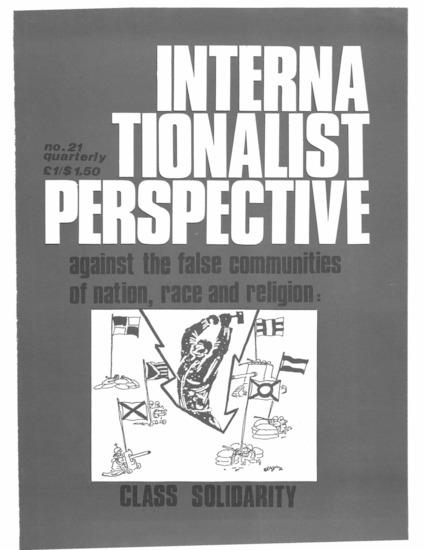 INTERNA
TIONALIST
PERSPECTIVE
no.21
quarterly
£1/$1.50
against the false communities
of nation, race and religion:
CLASS SOLIDARITY